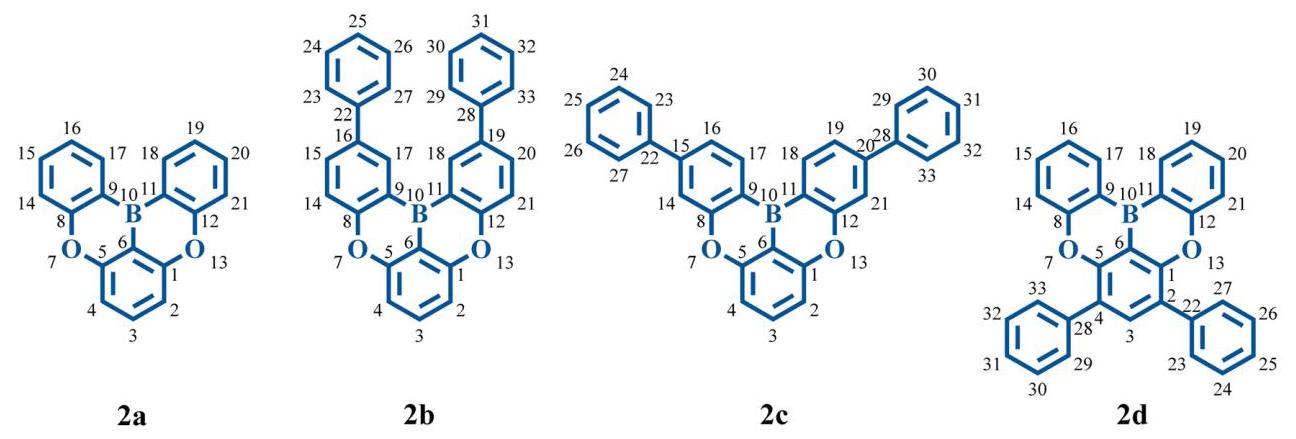 16 19
15 17 18 20
14 9 10 11 21
B
8 6 12
O O
7 5 1 13
4 2
3
2a
25 31
24 26 30 32
23 27 29 33
22 28
16 19
15 17 18 20
14 9 10 11 21
B
8 6 12
O O
7 5 1 13
4 2
3
2b
24 30
25 23 29 31
26 22 15 16 19 20 28 32
27 17 18 33
14 9 10 11 21
B
8 6 12
O O
7 5 1 13
4 2
3
2c
16 19
15 17 18 20
14 9 10 11 21
B
8 6 12
O O
7 5 1 13
33 2 27
32 28 4 3 22 26
31 29 23 25
30 24
2d